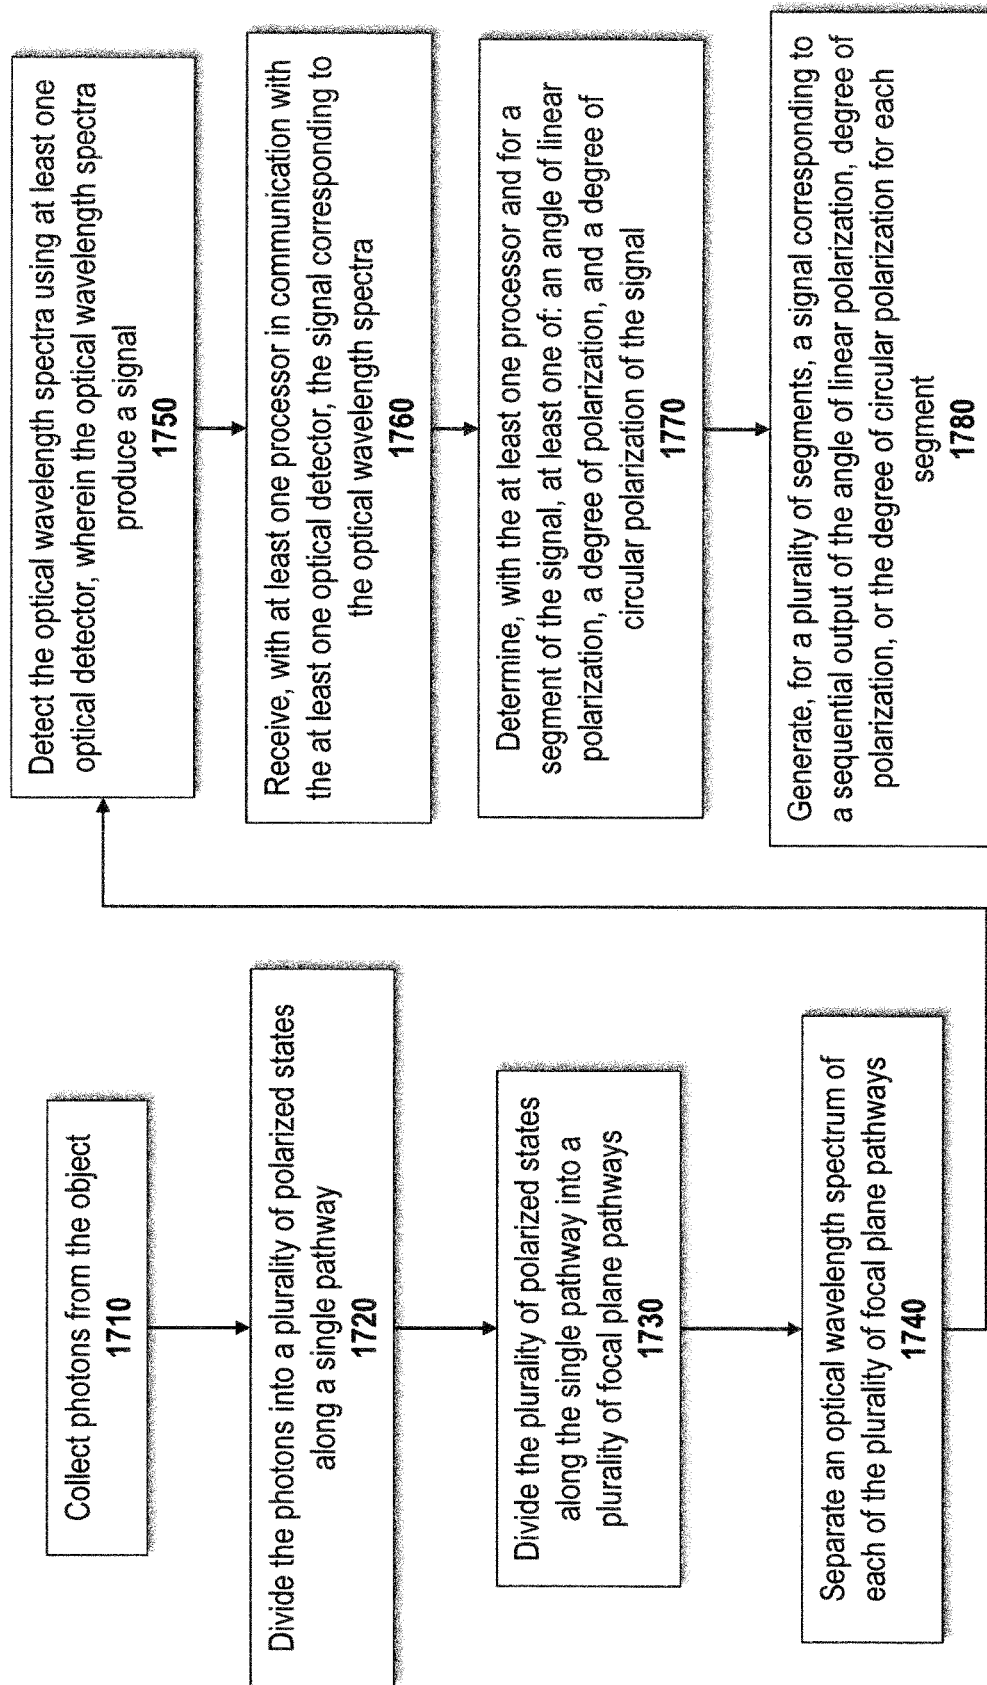 Collect photons from the object
1710
Divide the photons into a plurality of polarized states
along a single pathway
1720
Divide the plurality of polarized states
along the single pathway into a
plurality of focal plane pathways
1730
Separate an optical wavelength spectrum of
each of the plurality of focal plane pathways
1740
Detect the optical wavelength spectra using at least one
optical detector, wherein the optical wavelength spectra
produce a signal
1750
Receive, with at least one processor in communication with
the at least one optical detector, the signal corresponding to
the optical wavelength spectra
1760
Determine, with the at least one processor and for a
segment of the signal, at least one of: an angle of linear
polarization, a degree of polarization, and a degree of
circular polarization of the signal
1770
Generate, for a plurality of segments, a signal corresponding to
a sequential output of the angle of linear polarization, degree of
polarization, or the degree of circular polarization for each
segment
1780